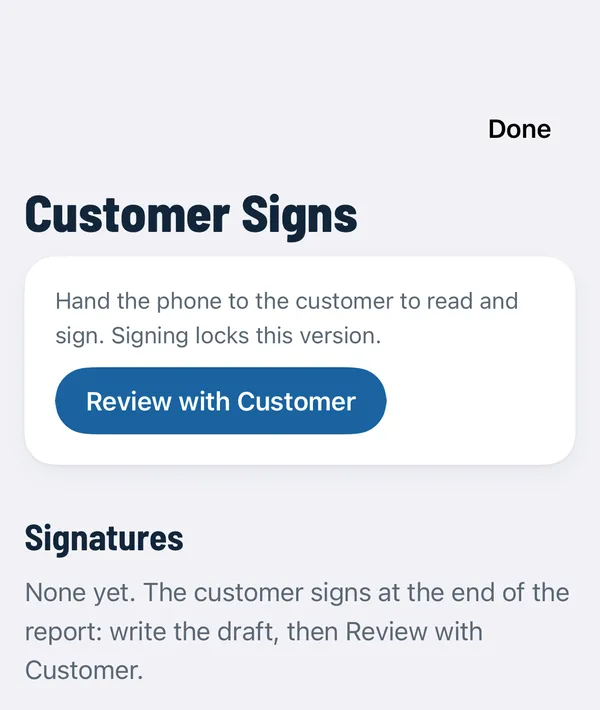 Done
Customer Signs
Hand the phone to the customer to read and
sign. Signing locks this version.
Review with Customer
Signatures
None yet. The customer signs at the end of the
report: write the draft, then Review with
Customer.